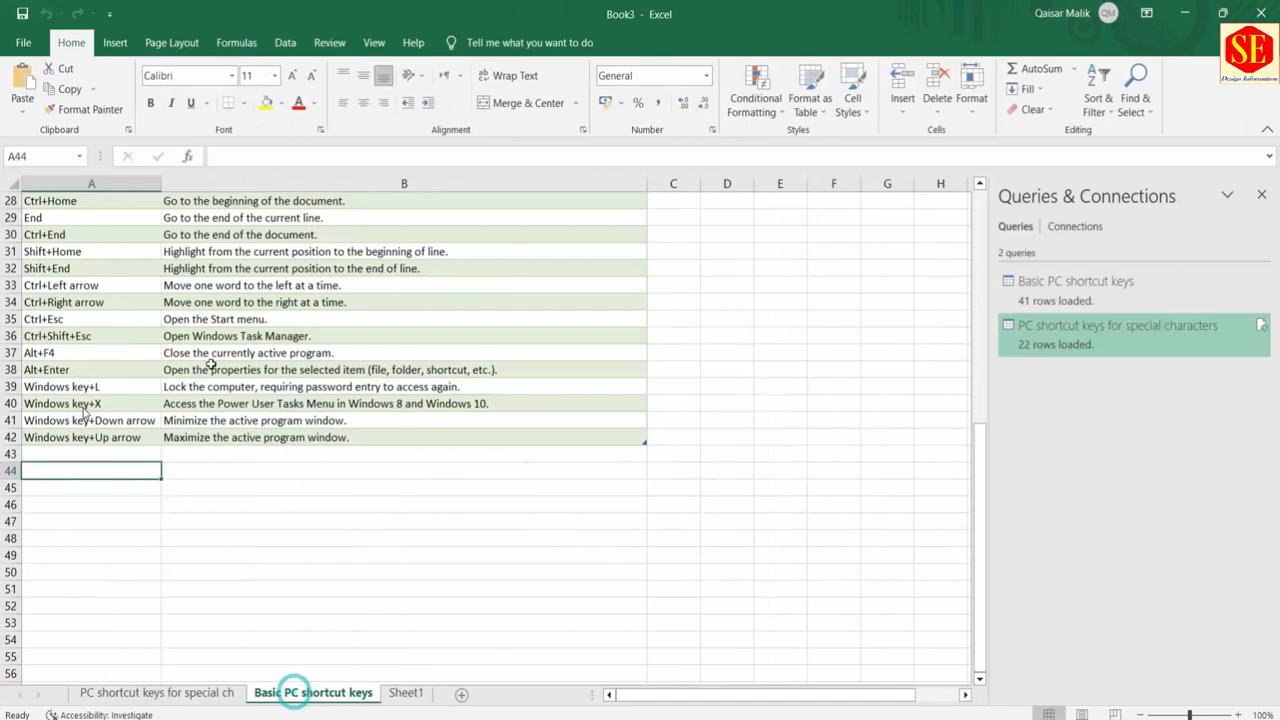 Book3 - Excel
Qaisar Malik QM
File Home Insert Page Layout Formulas Data Review View Help Tell me what you want to do
SE
Design Information
Paste Cut Copy Format Painter
Calibri 11
B I U A A A
Wrap Text
Merge & Center
General
% ,
Conditional Formatting Format as Table Cell Styles
Insert Delete Format
AutoSum Fill Clear
Sort & Filter Find & Select
Clipboard Font Alignment Number Styles Cells Editing
A44 fx
A B C D E F G H
28 Ctrl+Home Go to the beginning of the document.
29 End Go to the end of the current line.
30 Ctrl+End Go to the end of the document.
31 Shift+Home Highlight from the current position to the beginning of line.
32 Shift+End Highlight from the current position to the end of line.
33 Ctrl+Left arrow Move one word to the left at a time.
34 Ctrl+Right arrow Move one word to the right at a time.
35 Ctrl+Esc Open the Start menu.
36 Ctrl+Shift+Esc Open Windows Task Manager.
37 Alt+F4 Close the currently active program.
38 Alt+Enter Open the properties for the selected item (file, folder, shortcut, etc.).
39 Windows key+L Lock the computer, requiring password entry to access again.
40 Windows key+X Access the Power User Tasks Menu in Windows 8 and Windows 10.
41 Windows key+Down arrow Minimize the active program window.
42 Windows key+Up arrow Maximize the active program window.
43
44
45
46
47
48
49
50
51
52
53
54
55
56
Queries & Connections
Queries Connections
2 queries
Basic PC shortcut keys
41 rows loaded.
PC shortcut keys for special characters
22 rows loaded.
PC shortcut keys for special ch Basic PC shortcut keys Sheet1
Ready Accessibility: Investigate 100%